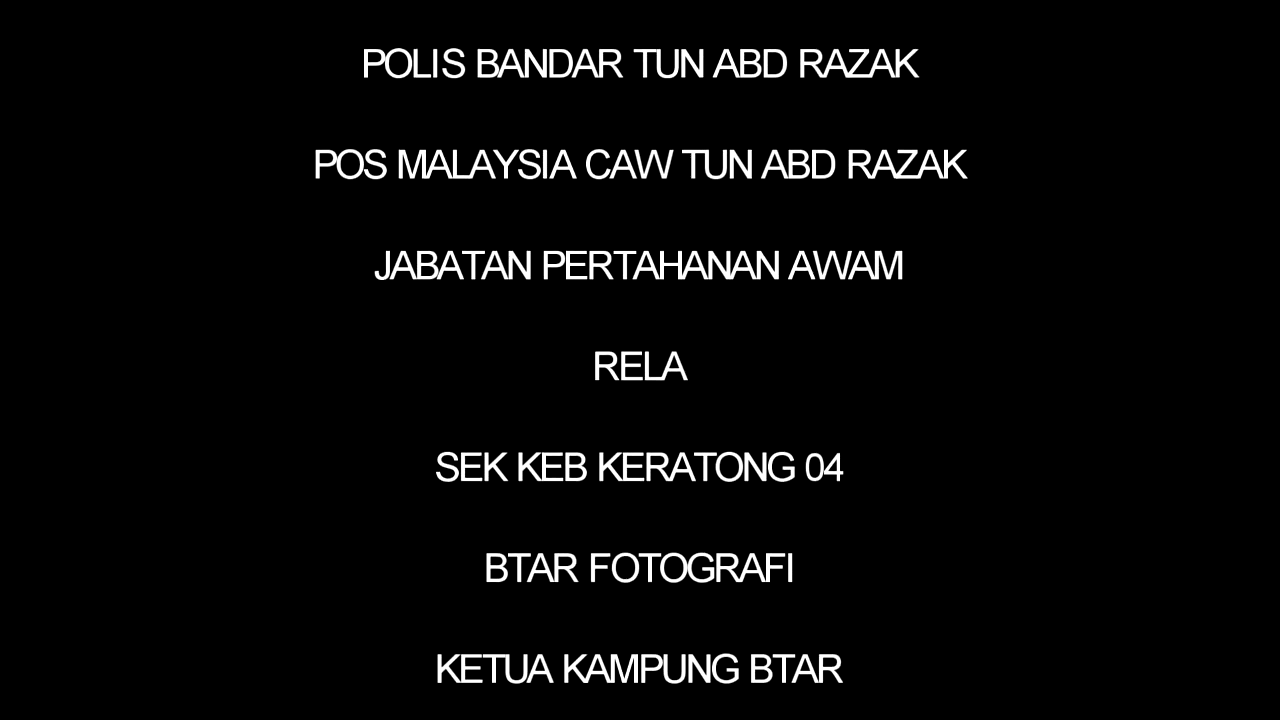 POLIS BANDAR TUN ABD RAZAK
POS MALAYSIA CAW TUN ABD RAZAK
JABATAN PERTAHANAN AWAM
RELA
SEK KEB KERATONG 04
BTAR FOTOGRAFI
KETUA KAMPUNG BTAR